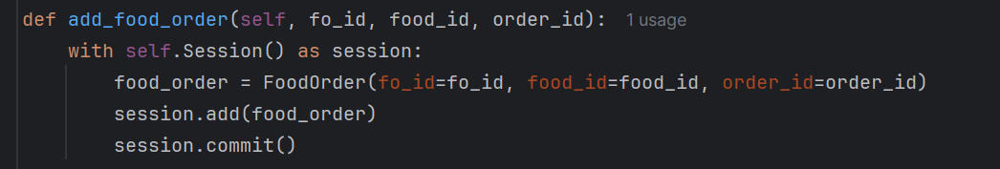 def add_food_order(self, fo_id, food_id, order_id): 1 usage
    with self.Session() as session:
        food_order = FoodOrder(fo_id=fo_id, food_id=food_id, order_id=order_id)
        session.add(food_order)
        session.commit()